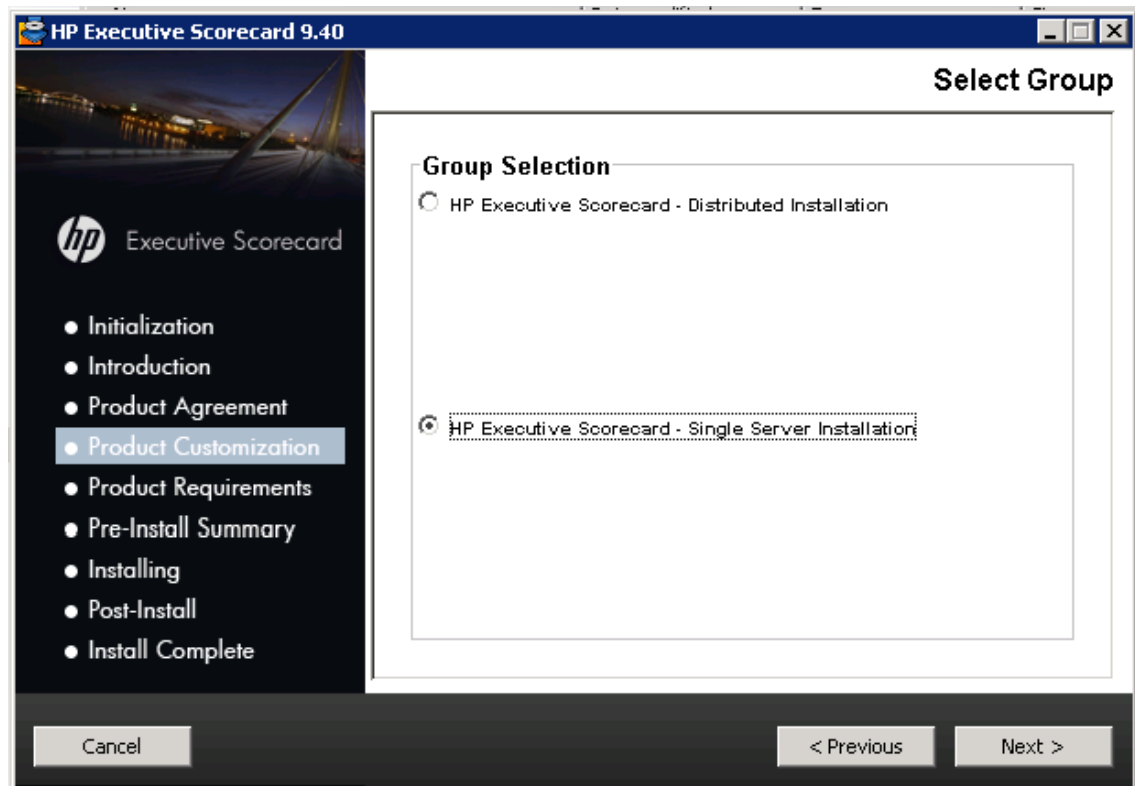 HP Executive Scorecard 9.40
Select Group
hp Executive Scorecard
Initialization
Introduction
Product Agreement
Product Customization
Product Requirements
Pre-Install Summary
Installing
Post-Install
Install Complete
Group Selection
HP Executive Scorecard - Distributed Installation
HP Executive Scorecard - Single Server Installation
Cancel
< Previous
Next >